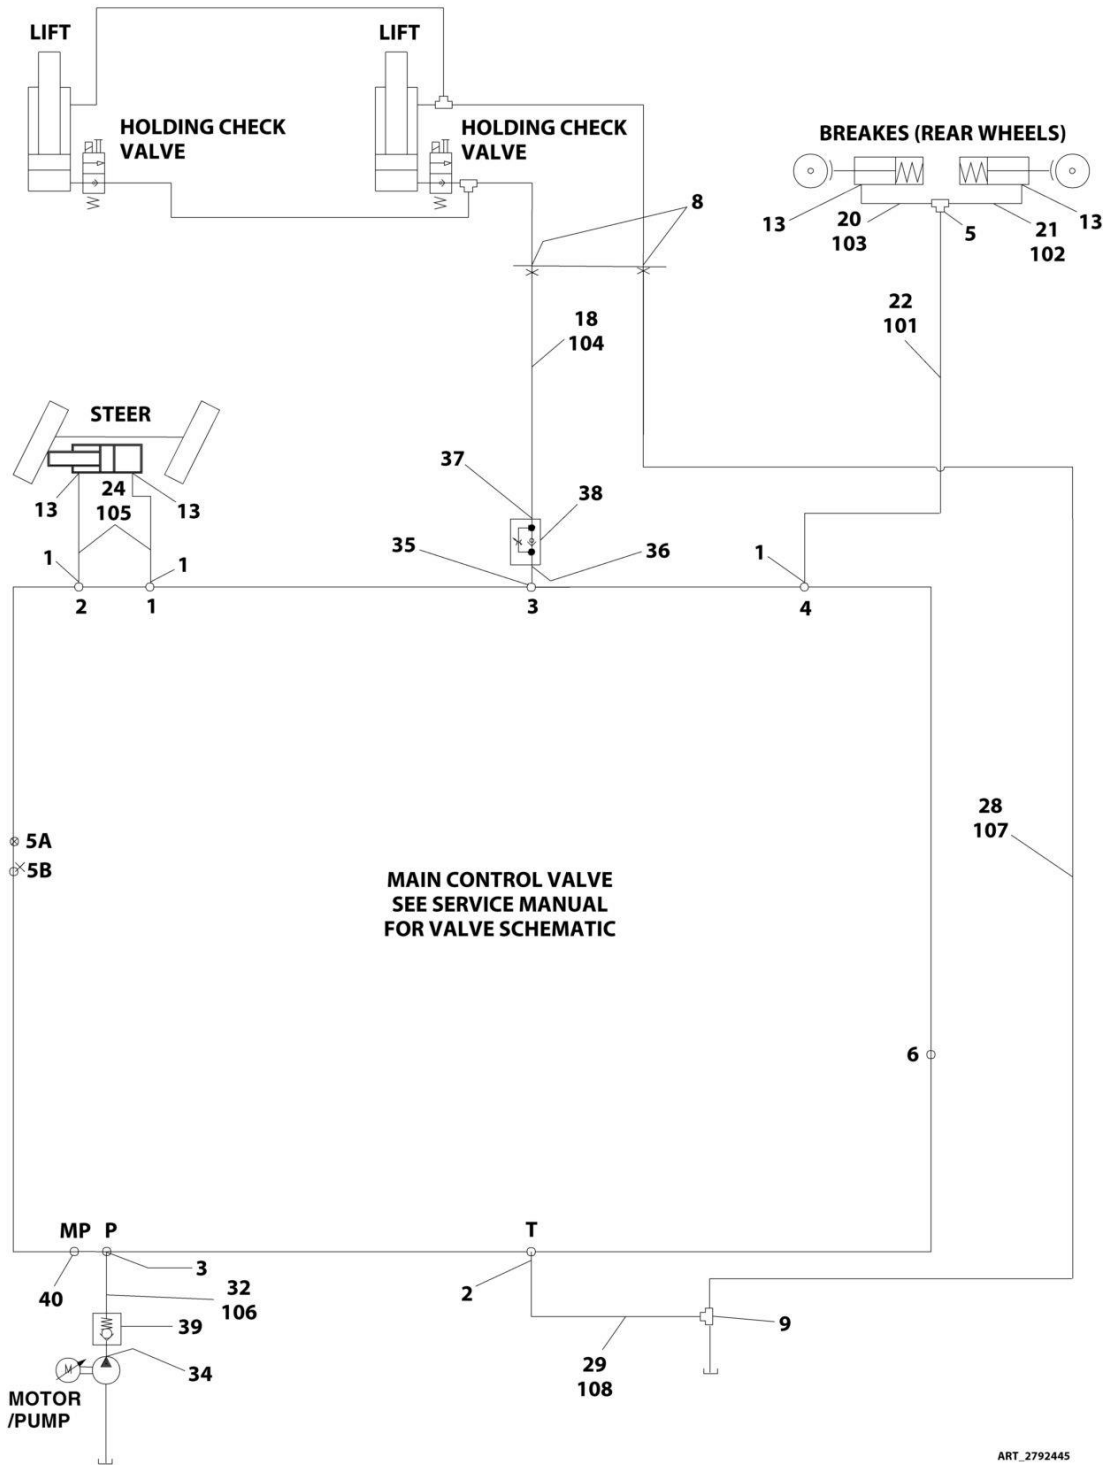 LIFT
LIFT
HOLDING CHECK
VALVE
HOLDING CHECK
VALVE
BREAKES (REAR WHEELS)
8
13
20
103
5
21
102
13
22
101
18
104
STEER
37
38
13
24
105
13
35
36
1
1
1
2
1
3
4
5A
5B
28
107
MAIN CONTROL VALVE
SEE SERVICE MANUAL
FOR VALVE SCHEMATIC
6
MP
P
T
3
40
32
106
2
39
9
M
34
29
108
MOTOR
/PUMP
ART_2792445